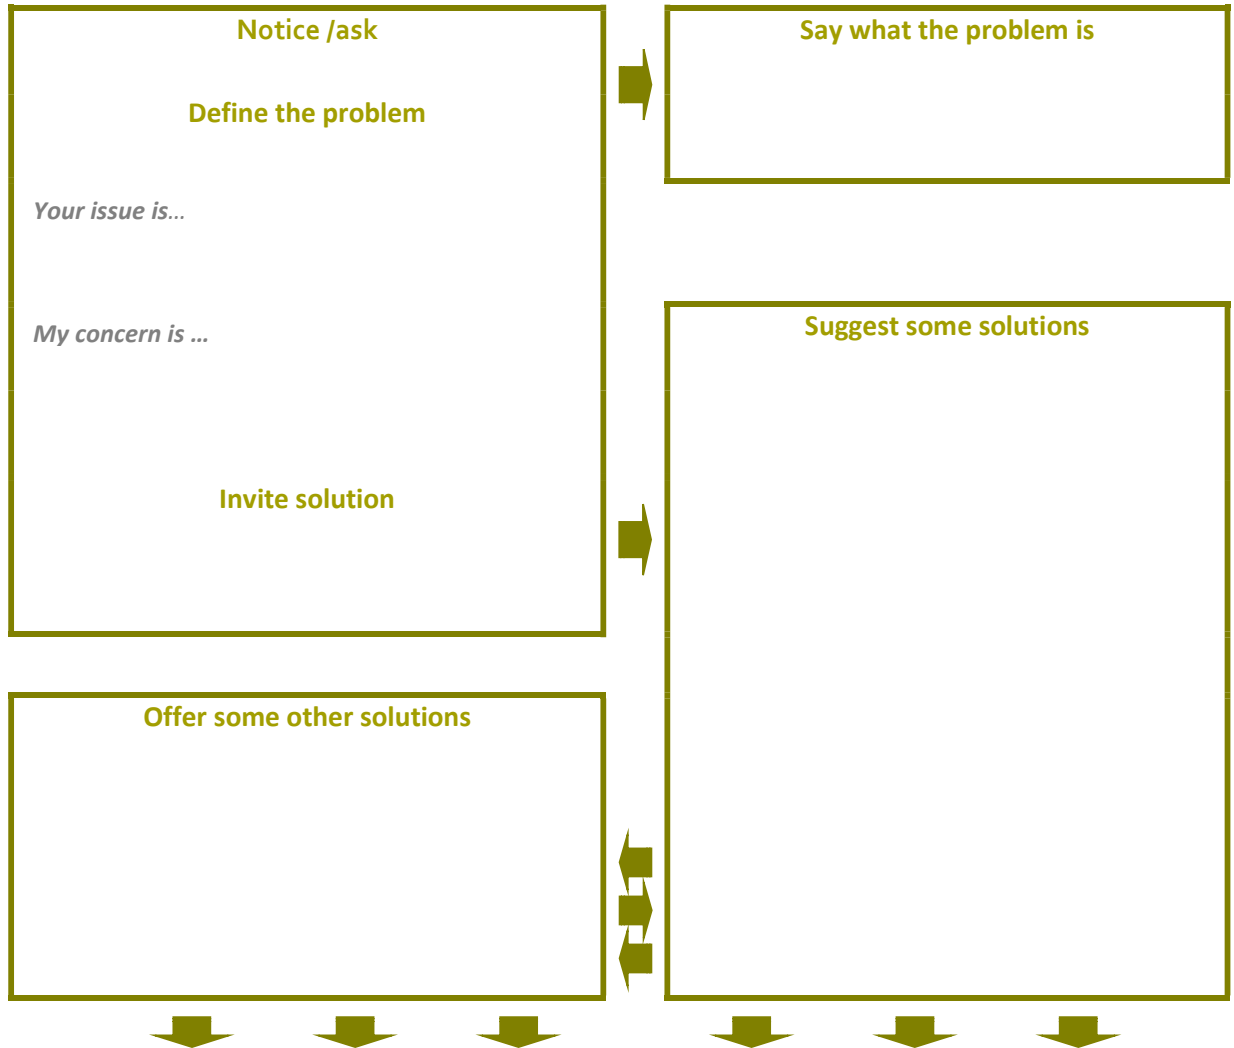 Notice /ask
Define the problem
Your issue is...
My concern is ...
Invite solution
Say what the problem is
Suggest some solutions
Offer some other solutions